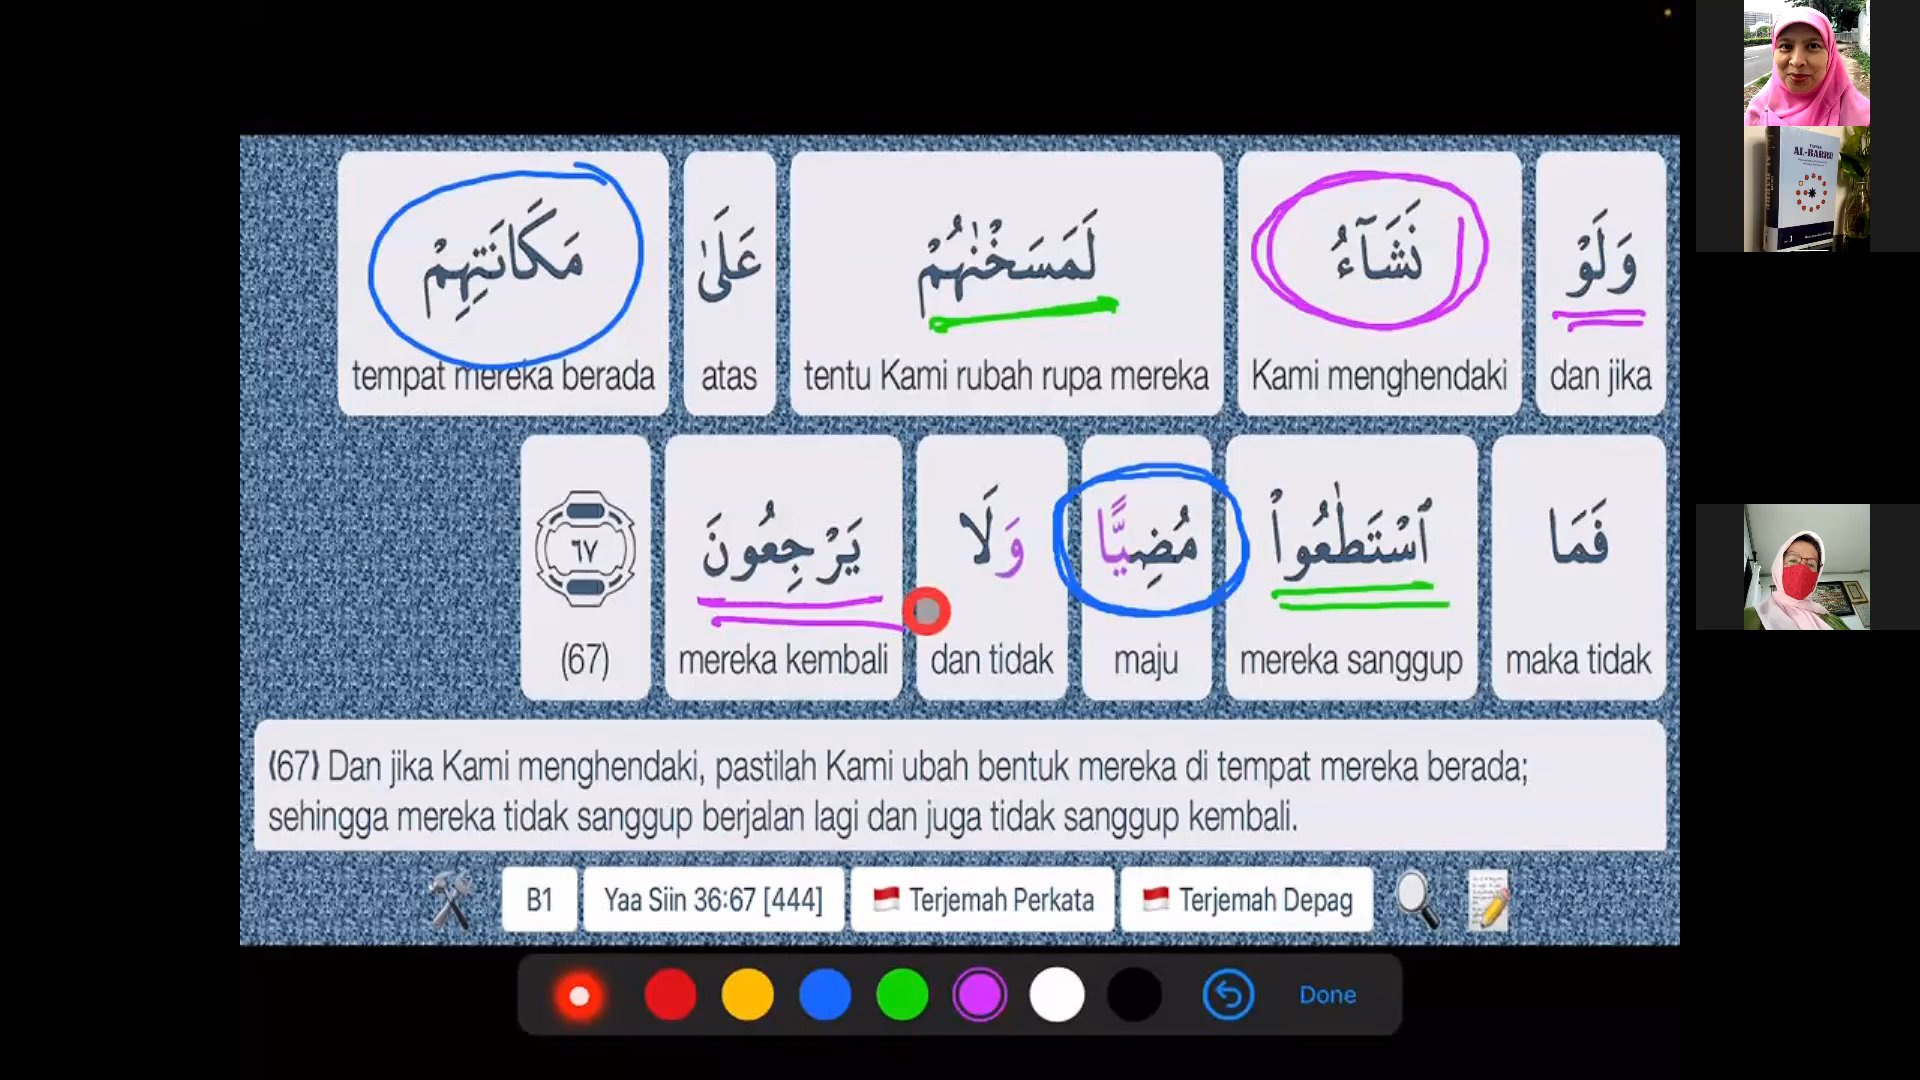 وَلَوْ نَشَآءُ لَمَسَخْنَٰهُمْ عَلَىٰ مَكَانَتِهِمْ
dan jika Kami menghendaki tentu Kami rubah rupa mereka atas tempat mereka berada
فَمَا ٱسْتَطَٰعُوا۟ مُضِيًّا وَلَا يَرْجِعُونَ ٦٧
maka tidak mereka sanggup maju dan tidak mereka kembali (67)
(67) Dan jika Kami menghendaki, pastilah Kami ubah bentuk mereka di tempat mereka berada;
sehingga mereka tidak sanggup berjalan lagi dan juga tidak sanggup kembali.
B1 Yaa Siin 36:67 [444] Terjemah Perkata Terjemah Depag
Done
AL-BARRU